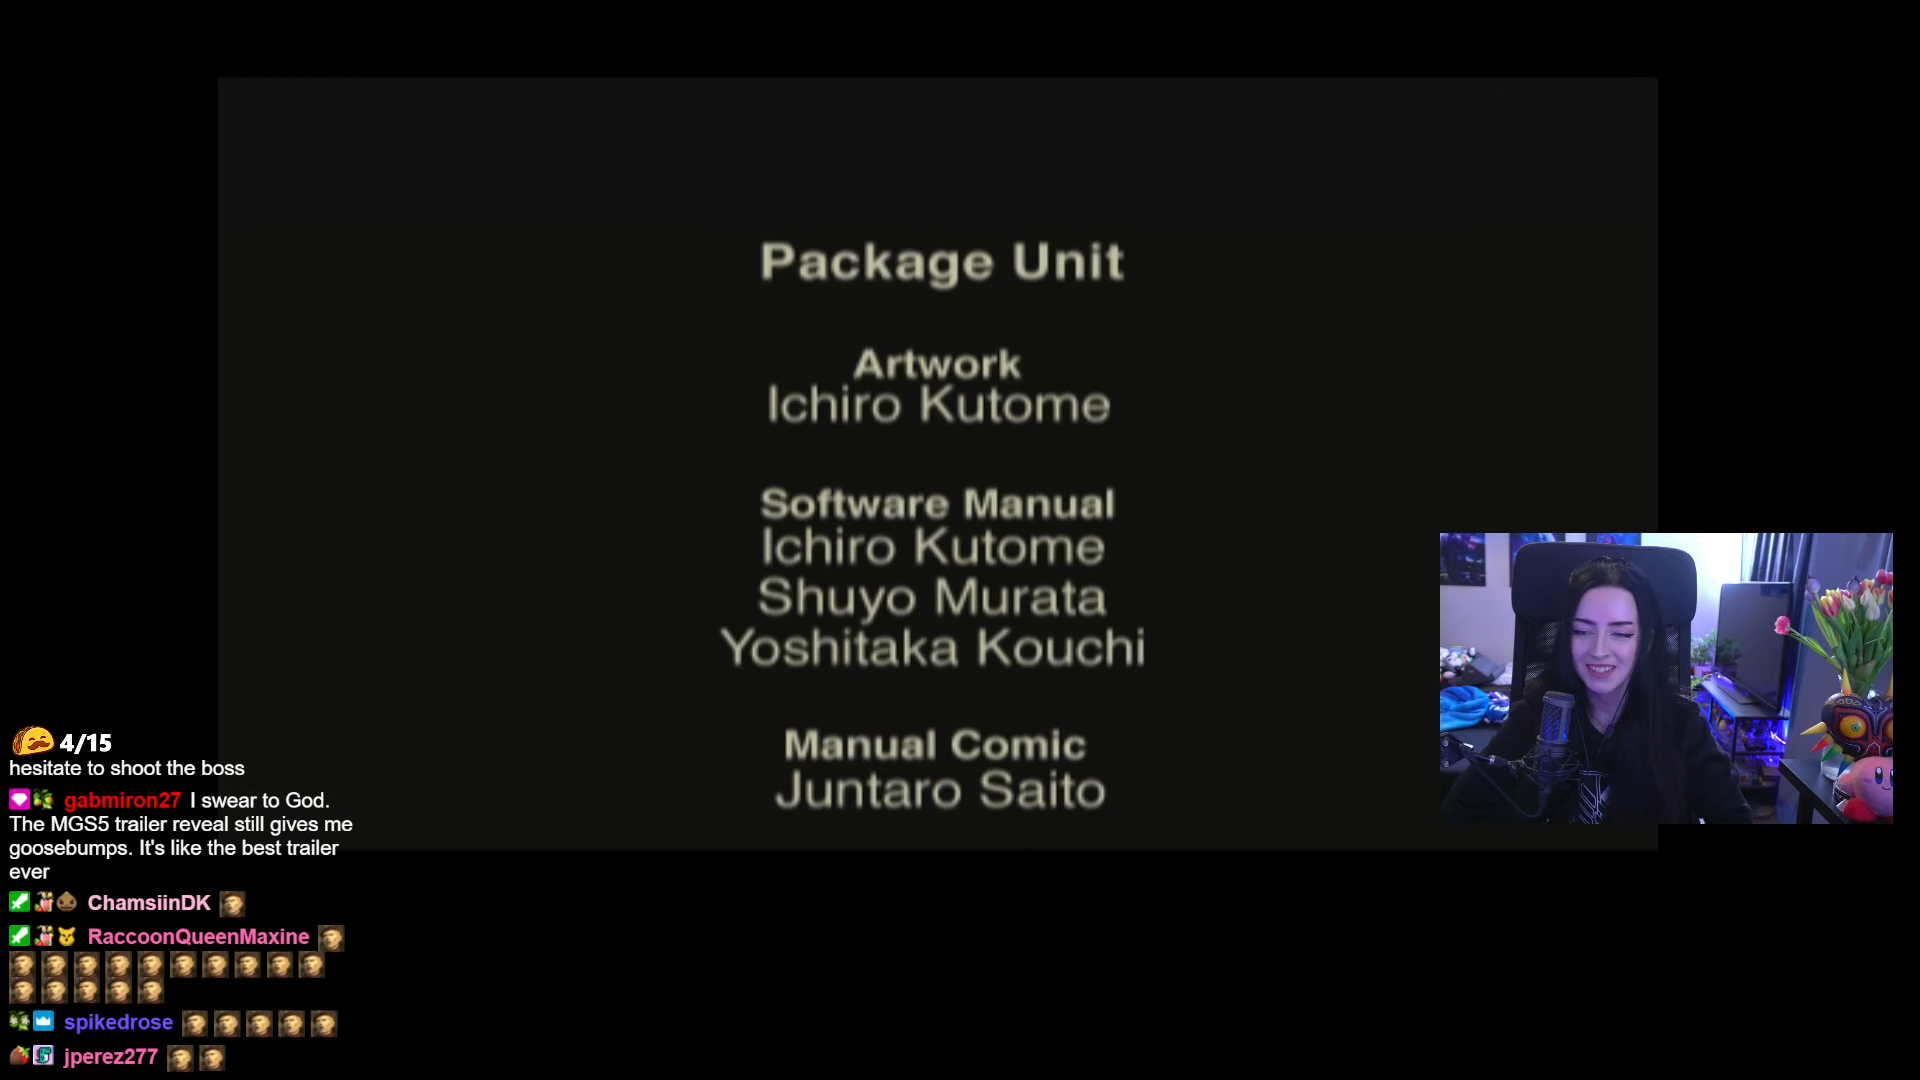 Package Unit
Artwork
Ichiro Kutome
Software Manual
Ichiro Kutome
Shuyo Murata
Yoshitaka Kouchi
Manual Comic
Juntaro Saito
4/15
hesitate to shoot the boss
gabmiron27 I swear to God.
The MGS5 trailer reveal still gives me
goosebumps. It's like the best trailer
ever
ChamsiinDK
RaccoonQueenMaxine
spikedrose
jperez277